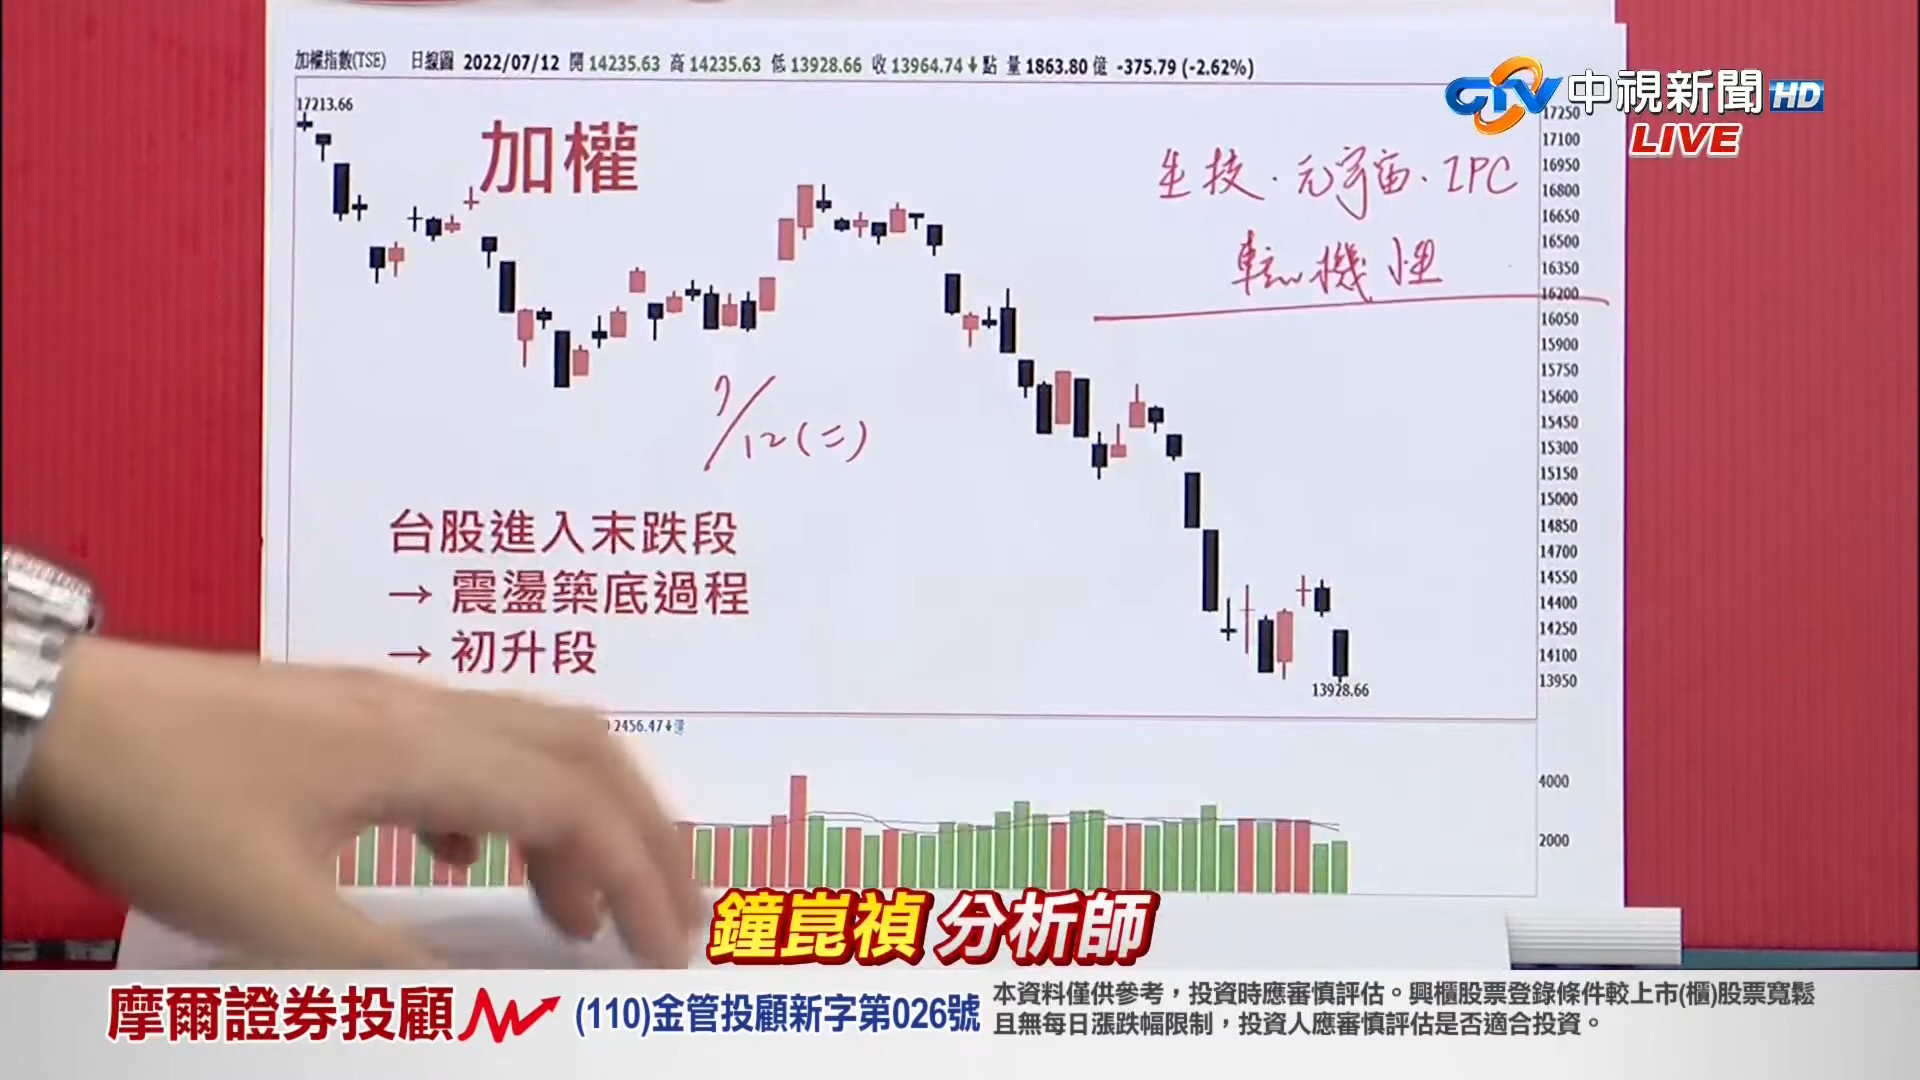 加權指數(TSE) 日線圖 2022/07/12 開 14235.63 高 14235.63 低 13928.66 收 13964.74↓點 量 1863.80 億 -375.79 (-2.62%)
CTV 中視新聞 HD
LIVE
17213.66
加權
生技．元宇宙．IPC
轉機性
7/12(二)
台股進入末跌段
→ 震盪築底過程
→ 初升段
17250
17100
16950
16800
16650
16500
16350
16200
16050
15900
15750
15600
15450
15300
15150
15000
14850
14700
14550
14400
14250
14100
13950
13928.66
2456.47↓億
4000
2000
鐘崑禎 分析師
摩爾證券投顧
(110)金管投顧新字第026號
本資料僅供參考，投資時應審慎評估。興櫃股票登錄條件較上市(櫃)股票寬鬆
且無每日漲跌幅限制，投資人應審慎評估是否適合投資。